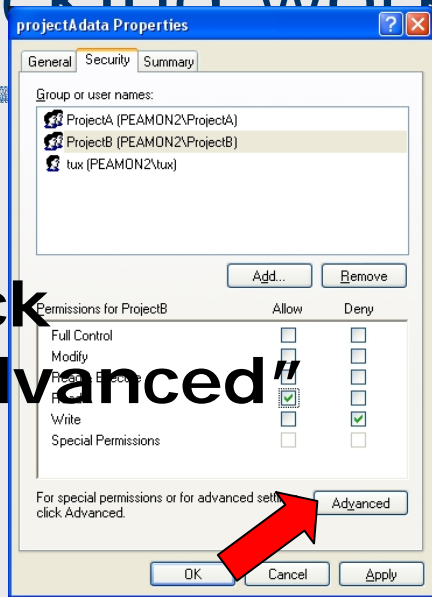 projectAdata Properties
General Security Summary
Group or user names:
ProjectA (PEAMON2\ProjectA)
ProjectB (PEAMON2\ProjectB)
tux (PEAMON2\tux)
Add... Remove
Permissions for ProjectB Allow Deny
Full Control
Modify
Read & Execute
Read
Write
Special Permissions
For special permissions or for advanced settings,
click Advanced.
Advanced
OK Cancel Apply